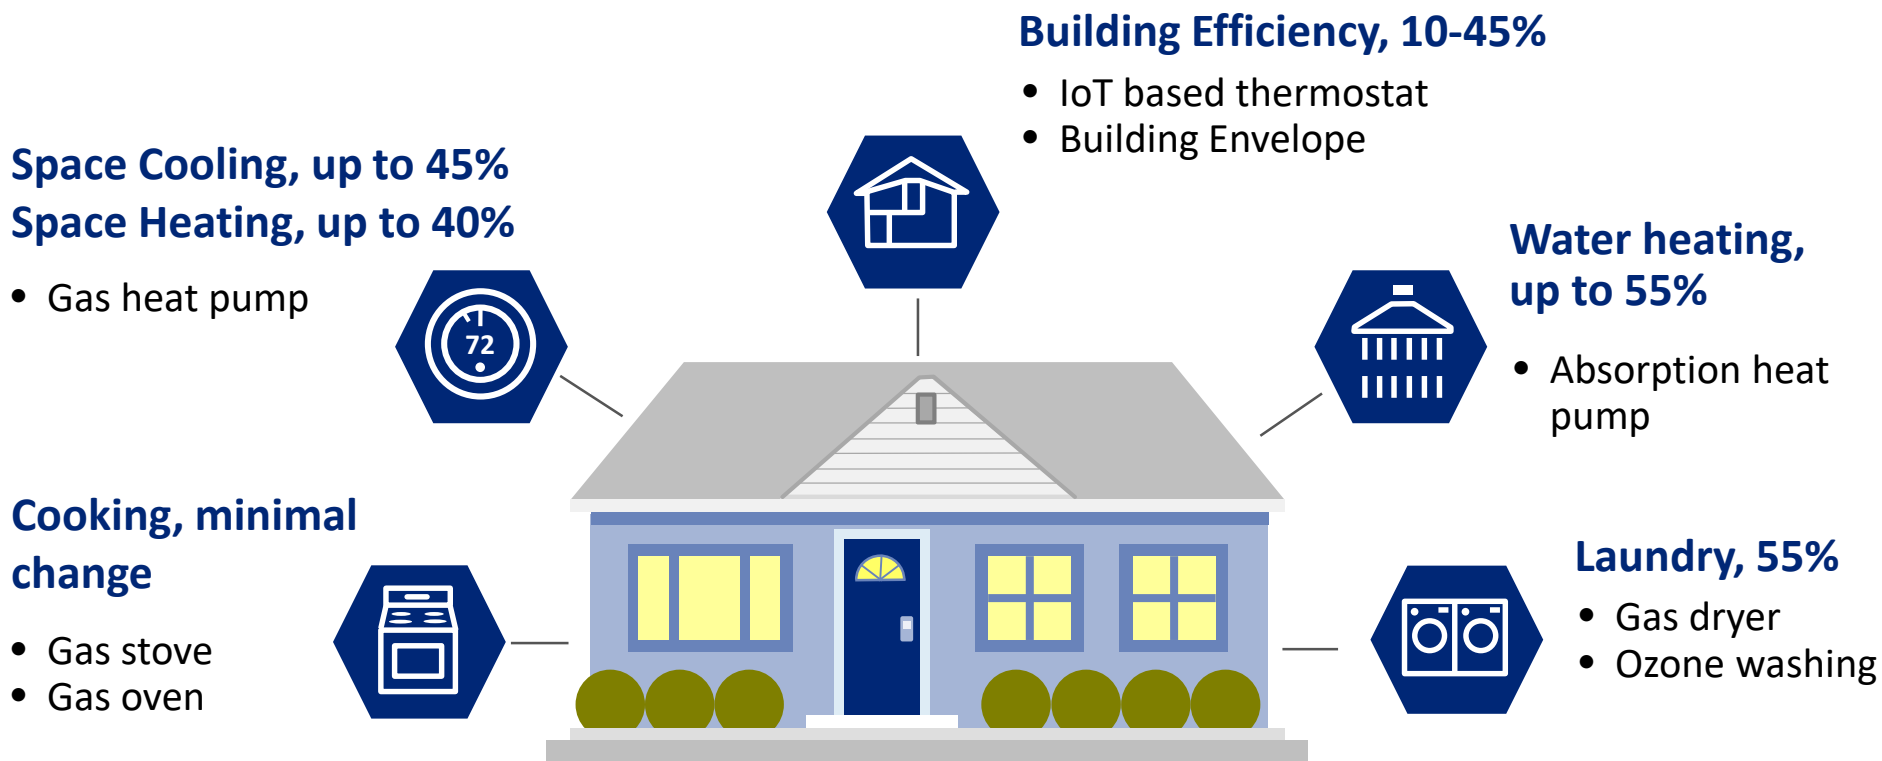 Building Efficiency, 10-45%
• IoT based thermostat
• Building Envelope
Space Cooling, up to 45%
Space Heating, up to 40%
• Gas heat pump
72
Water heating,
up to 55%
• Absorption heat
pump
Cooking, minimal
change
• Gas stove
• Gas oven
Laundry, 55%
• Gas dryer
• Ozone washing